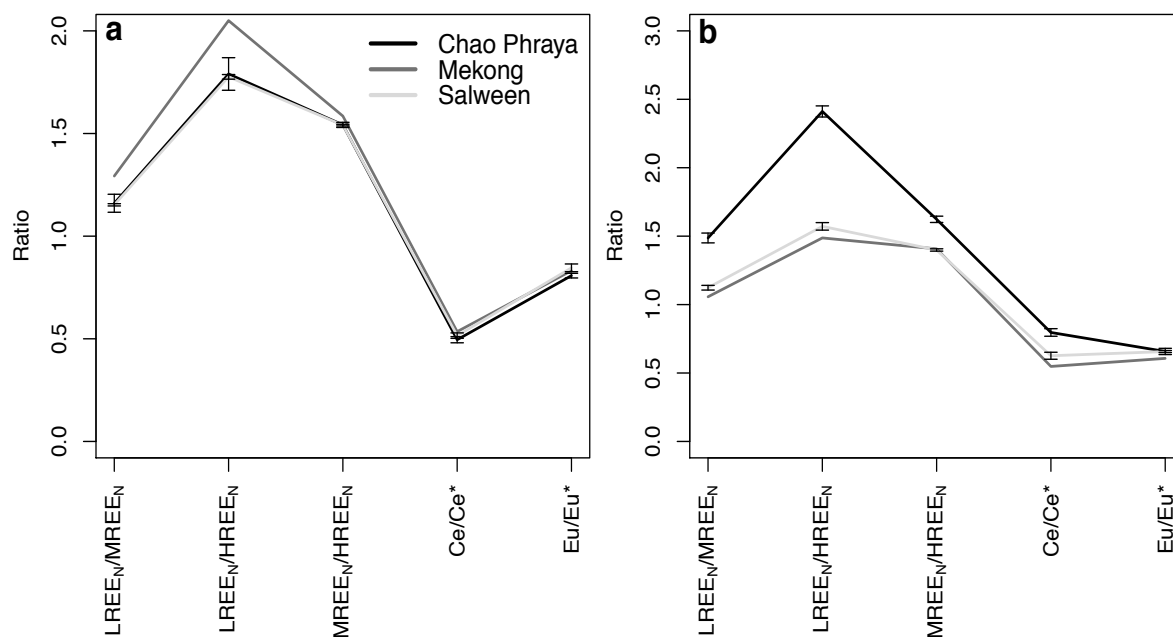 a
Chao Phraya
Mekong
Salween
Ratio
2.0
1.5
1.0
0.5
0.0
LREE_N/MREE_N
LREE_N/HREE_N
MREE_N/HREE_N
Ce/Ce*
Eu/Eu*
b
Ratio
3.0
2.5
2.0
1.5
1.0
0.5
0.0
LREE_N/MREE_N
LREE_N/HREE_N
MREE_N/HREE_N
Ce/Ce*
Eu/Eu*